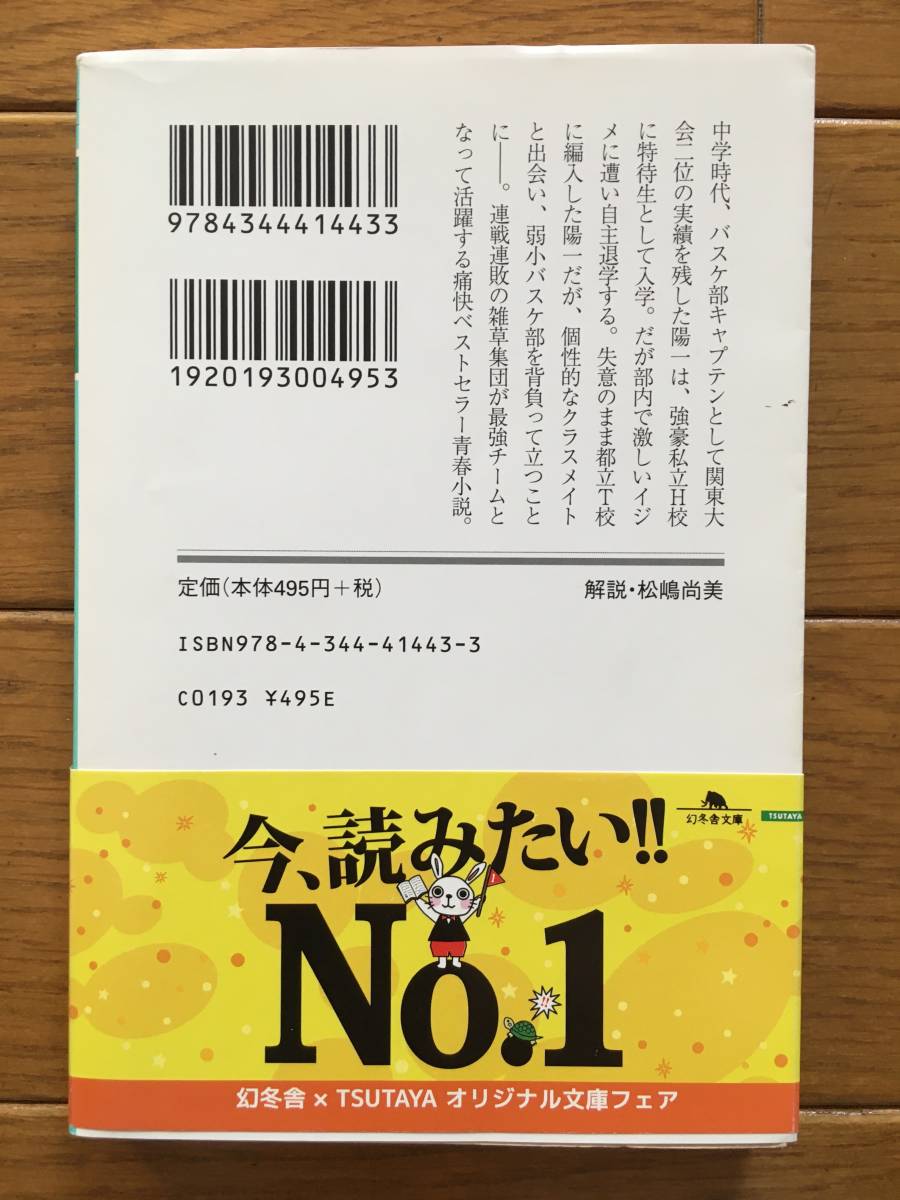 9784344414433
1920193004953
中学時代、バスケ部キャプテンとして関東大
会二位の実績を残した陽一は、強豪私立H校
に特待生として入学。だが部内で激しいイジ
メに遭い自主退学する。失意のまま都立T校
に編入した陽一だが、個性的なクラスメイト
と出会い、弱小バスケ部を背負って立つこと
に――。連戦連敗の雑草集団が最強チームと
なって活躍する痛快ベストセラー青春小説。
定価(本体495円+税)
解説・松嶋尚美
ISBN978-4-344-41443-3
C0193 ¥495E
幻冬舎文庫
TSUTAYA
今、読みたい!!
No.1
1
!!
幻冬舎×TSUTAYA オリジナル文庫フェア